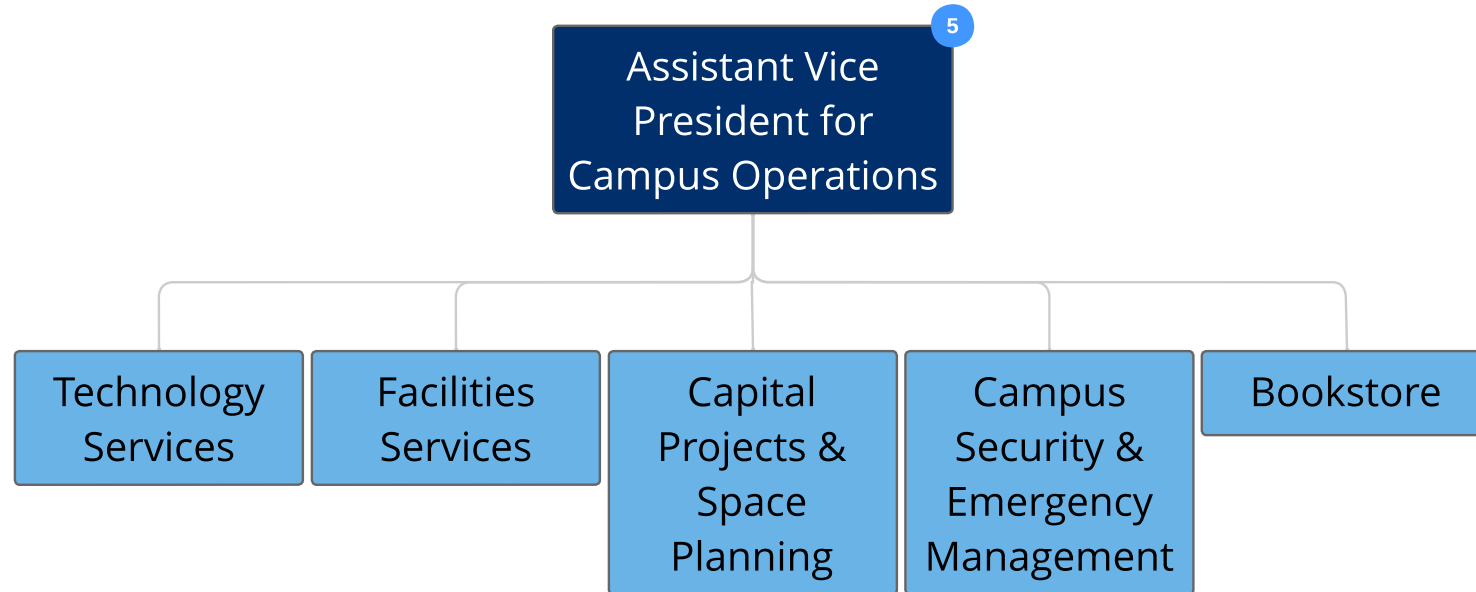 5
Assistant Vice
President for
Campus Operations
Technology
Services
Facilities
Services
Capital
Projects &
Space
Planning
Campus
Security &
Emergency
Management
Bookstore